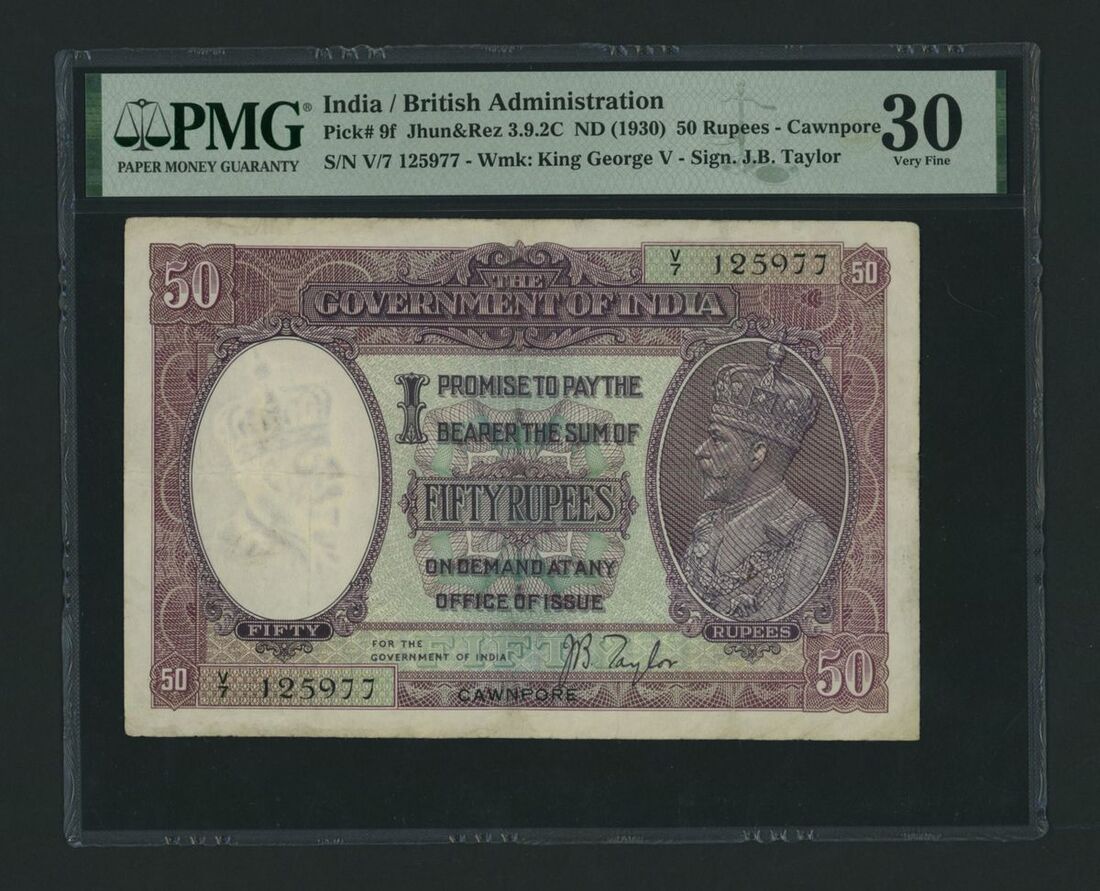 PMG®
PAPER MONEY GUARANTY
India / British Administration
Pick# 9f Jhun&Rez 3.9.2C ND (1930) 50 Rupees - Cawnpore
S/N V/7 125977 - Wmk: King George V - Sign. J.B. Taylor
30
Very Fine
50
V/7 125977
50
THE
GOVERNMENT OF INDIA
I PROMISE TO PAY THE
BEARER THE SUM OF
FIFTY RUPEES
ON DEMAND AT ANY
OFFICE OF ISSUE
FIFTY
RUPEES
FOR THE
GOVERNMENT OF INDIA
FIFTY
J.B. Taylor
50
V/7 125977
CAWNPORE
50